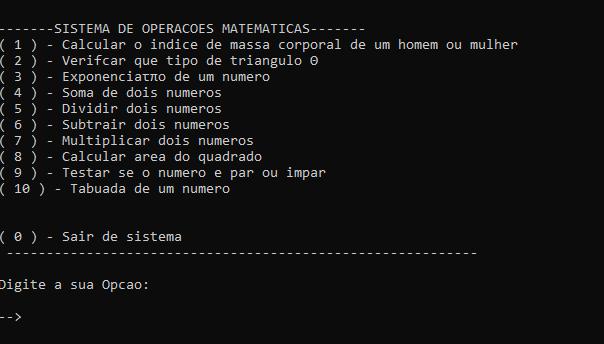 -------SISTEMA DE OPERACOES MATEMATICAS-------
( 1 ) - Calcular o indice de massa corporal de um homem ou mulher
( 2 ) - Verifcar que tipo de triangulo Θ
( 3 ) - Exponenciaτπo de um numero
( 4 ) - Soma de dois numeros
( 5 ) - Dividir dois numeros
( 6 ) - Subtrair dois numeros
( 7 ) - Multiplicar dois numeros
( 8 ) - Calcular area do quadrado
( 9 ) - Testar se o numero e par ou impar
( 10 ) - Tabuada de um numero
( 0 ) - Sair de sistema
-----------------------------------------------------------
Digite a sua Opcao:
-->